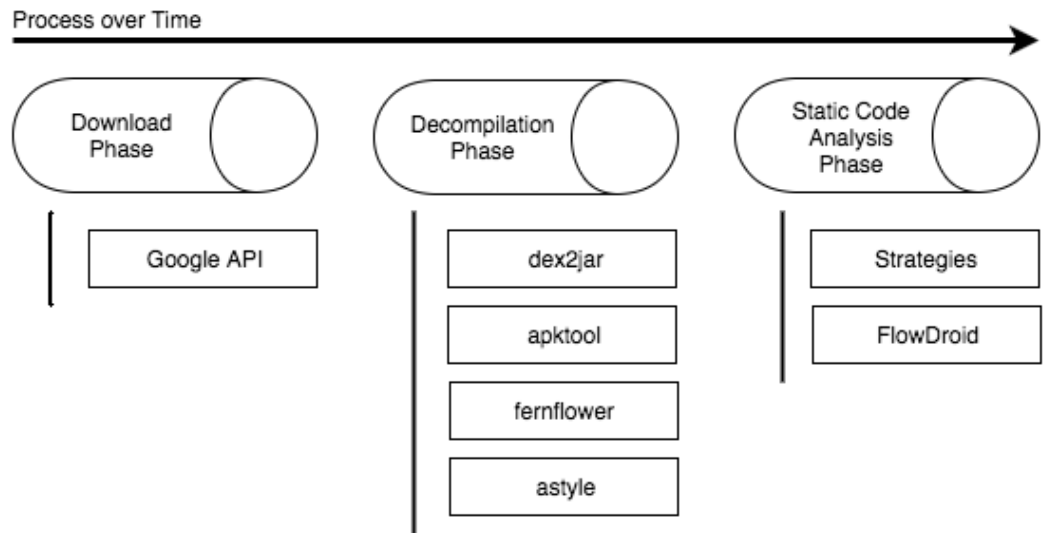 Process over Time
Download
Phase
Decompilation
Phase
Static Code
Analysis
Phase
Google API
dex2jar
Strategies
apktool
FlowDroid
fernflower
astyle